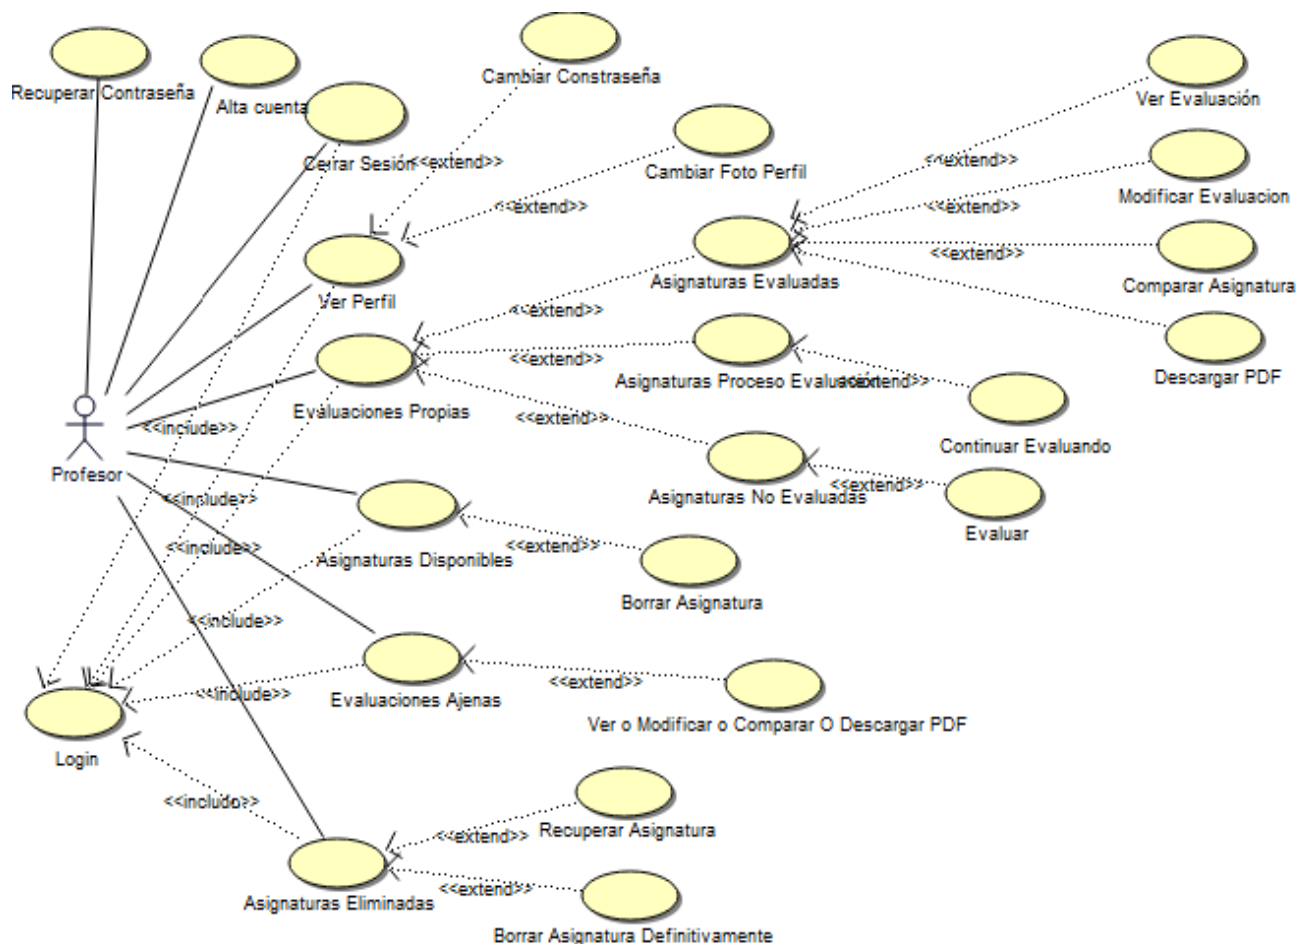 Recuperar Contraseña
Alta cuenta
Cambiar Constraseña
Ver Evaluación
Cerrar Sesión
<<extend>>
Cambiar Foto Perfil
<<extend>>
Modificar Evaluacion
<<extend>>
<<extend>>
<<extend>>
Asignaturas Evaluadas
Comparar Asignatura
Ver Perfil
<<extend>>
<<extend>>
Asignaturas Proceso Evaluación
<<extend>>
Descargar PDF
Evaluaciones Propias
<<include>>
<<extend>>
Continuar Evaluando
Profesor
<<include>>
Asignaturas No Evaluadas
<<extend>>
Evaluar
<<include>>
Asignaturas Disponibles
<<extend>>
Borrar Asignatura
<<include>>
<<include>>
Evaluaciones Ajenas
<<extend>>
Ver o Modificar o Comparar O Descargar PDF
Login
<<include>>
<<extend>>
Recuperar Asignatura
Asignaturas Eliminadas
<<extend>>
Borrar Asignatura Definitivamente